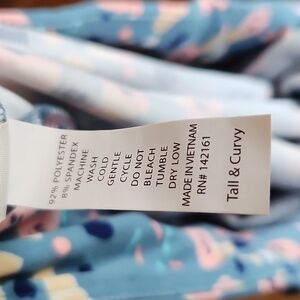 92% POLYESTER
8% SPANDEX
MACHINE
WASH
COLD
GENTLE
CYCLE
DO NOT
BLEACH
TUMBLE
DRY LOW
MADE IN VIETNAM
RN# 142161
Tall & Curvy